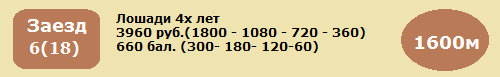 Заезд
6(18)
Лошади 4х лет
3960 руб.(1800 - 1080 - 720 - 360)
660 бал. (300- 180- 120-60)
1600м